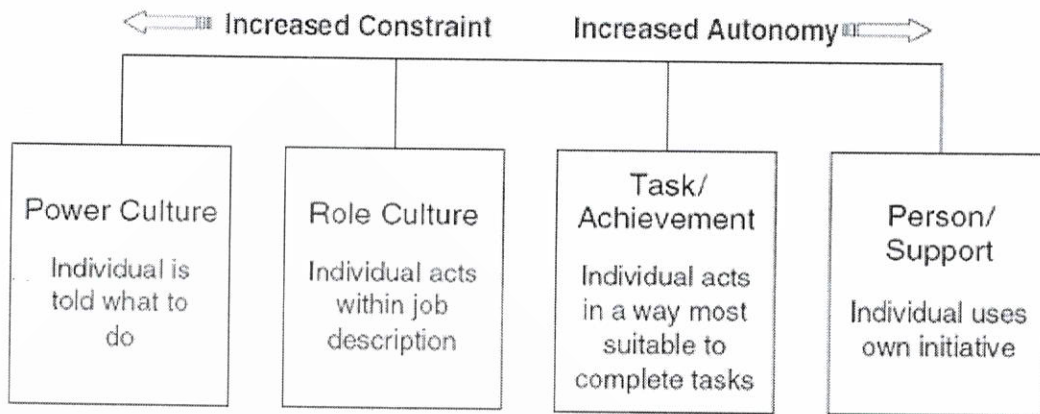 Increased Constraint
Increased Autonomy
Power Culture
Individual is
told what to
do
Role Culture
Individual acts
within job
description
Task/
Achievement
Individual acts
in a way most
suitable to
complete tasks
Person/
Support
Individual uses
own initiative